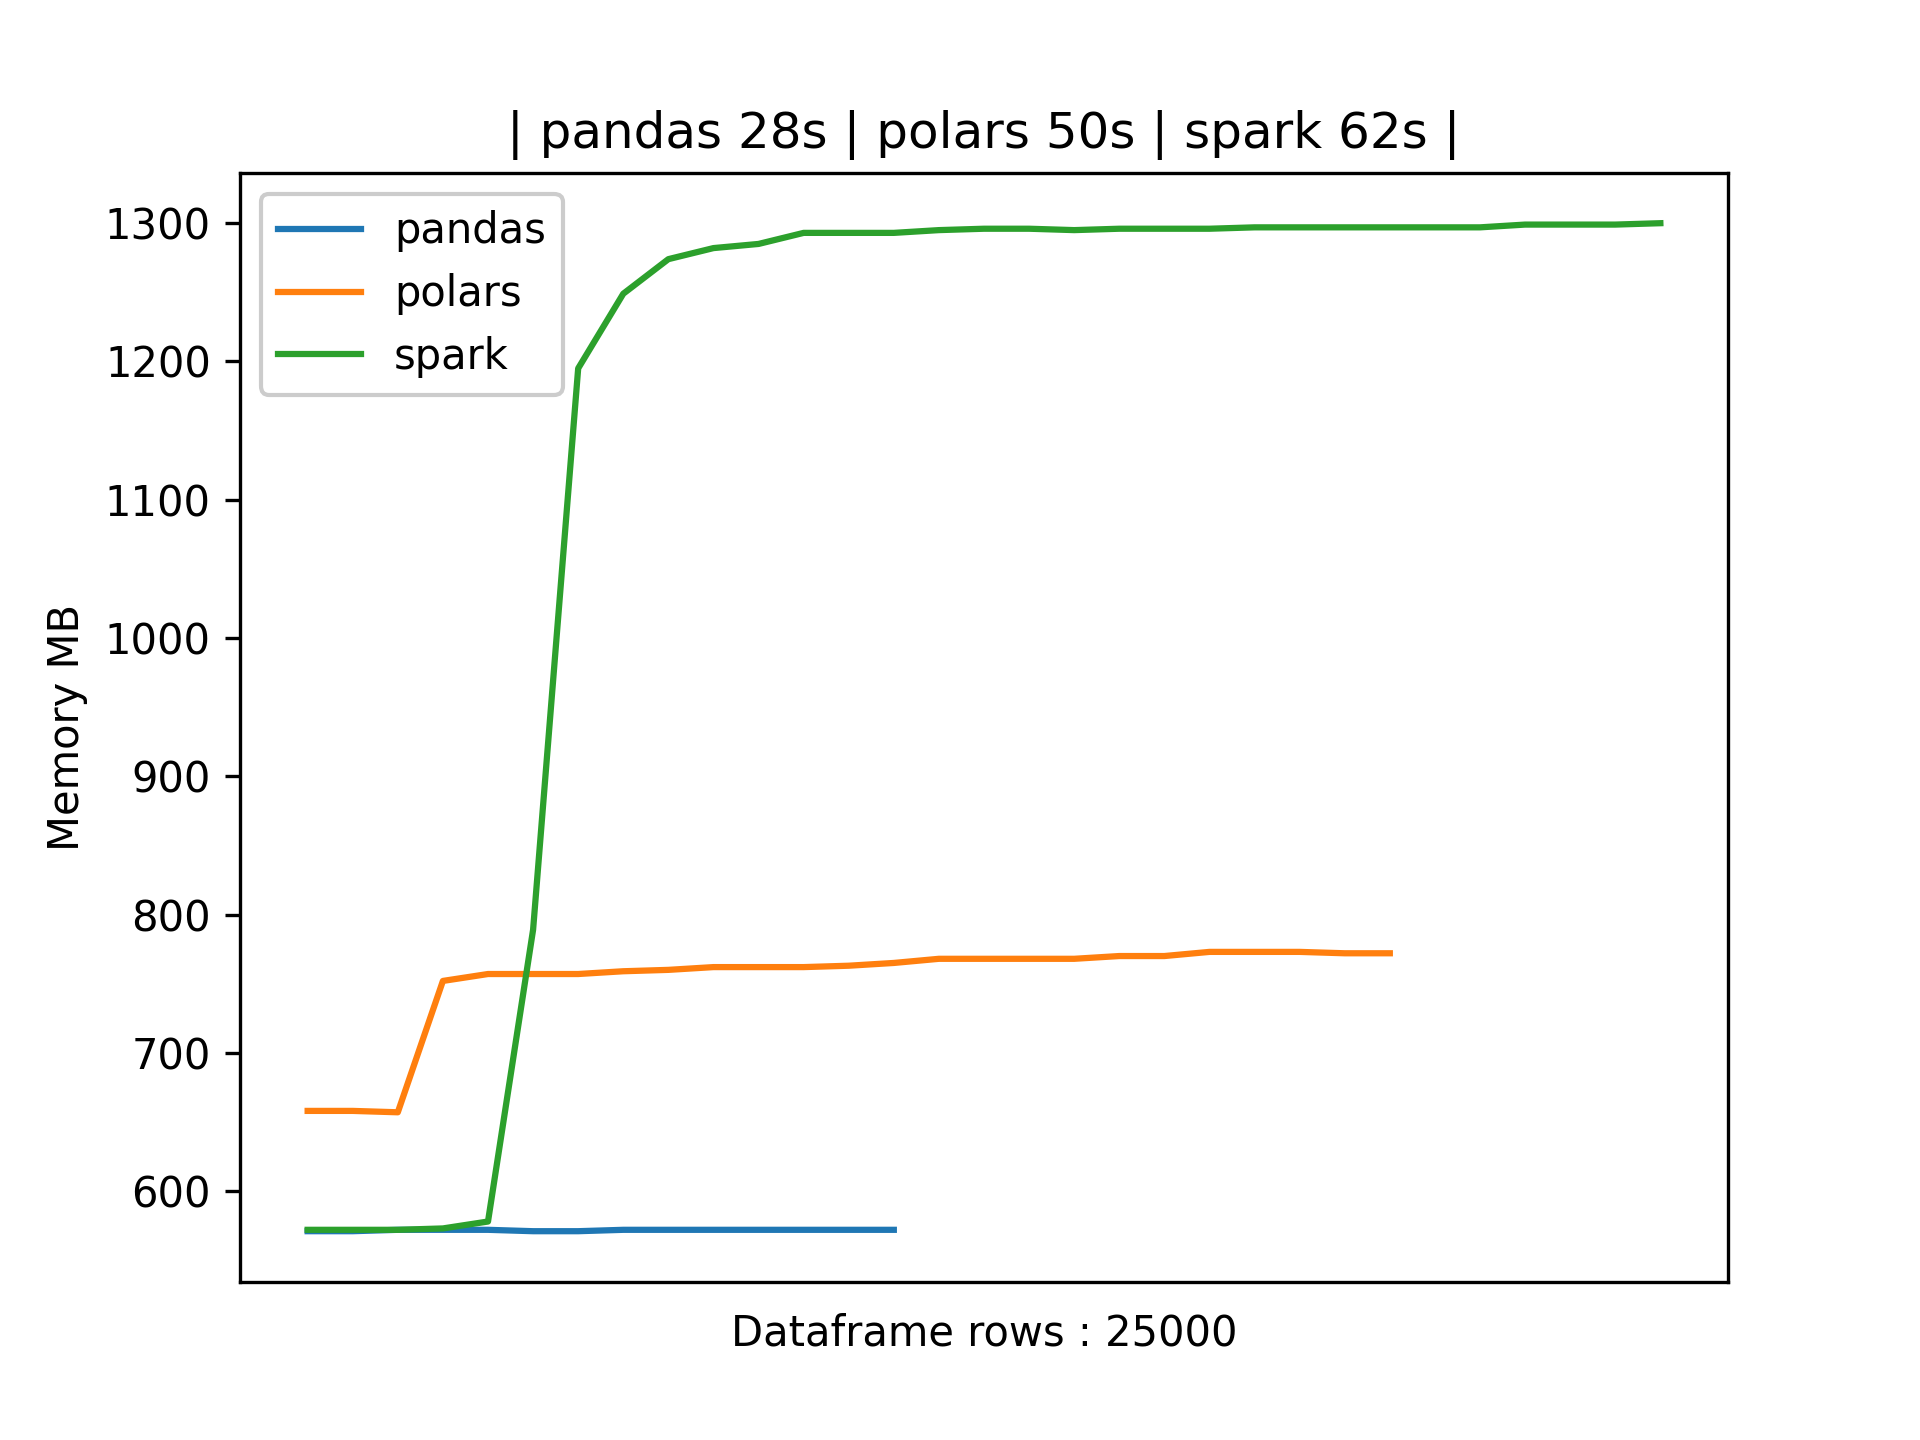 | pandas 28s | polars 50s | spark 62s |
pandas
polars
spark
1300
1200
1100
1000
900
800
700
600
Memory MB
Dataframe rows : 25000